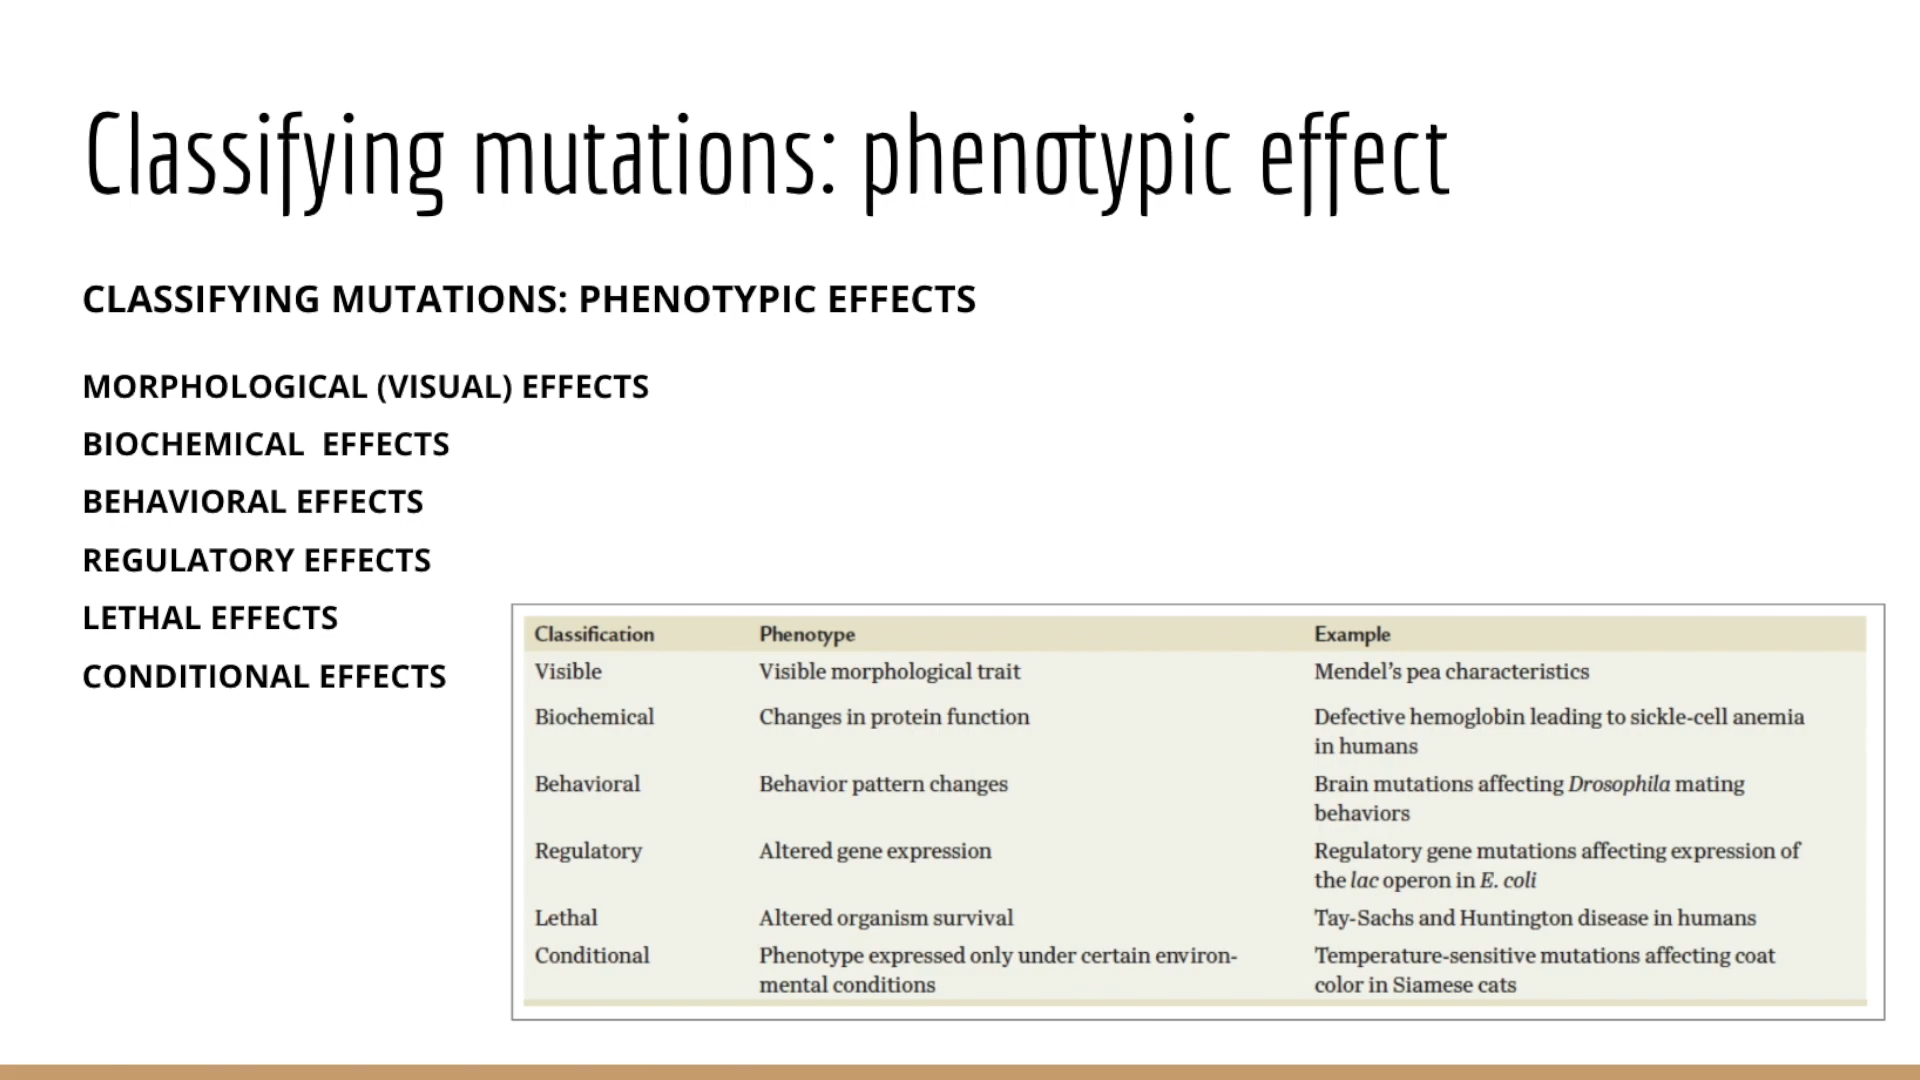 Classifying mutations: phenotypic effect
CLASSIFYING MUTATIONS: PHENOTYPIC EFFECTS
MORPHOLOGICAL (VISUAL) EFFECTS
BIOCHEMICAL  EFFECTS
BEHAVIORAL EFFECTS
REGULATORY EFFECTS
LETHAL EFFECTS
CONDITIONAL EFFECTS
Classification Phenotype Example
Visible Visible morphological trait Mendel's pea characteristics
Biochemical Changes in protein function Defective hemoglobin leading to sickle-cell anemia
in humans
Behavioral Behavior pattern changes Brain mutations affecting Drosophila mating
behaviors
Regulatory Altered gene expression Regulatory gene mutations affecting expression of
the lac operon in E. coli
Lethal Altered organism survival Tay-Sachs and Huntington disease in humans
Conditional Phenotype expressed only under certain environ- Temperature-sensitive mutations affecting coat
mental conditions color in Siamese cats